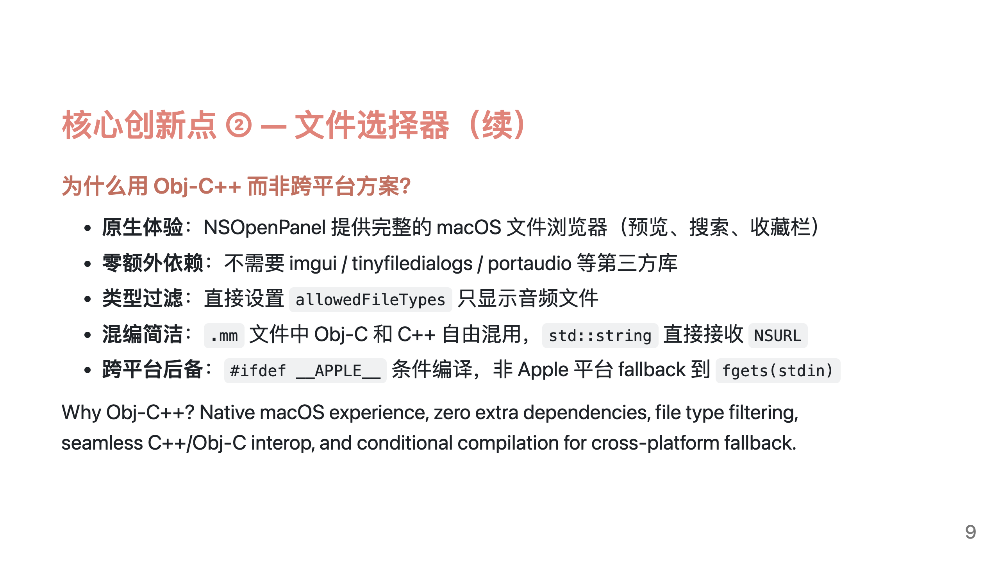 核心创新点 ② — 文件选择器（续）
为什么用 Obj-C++ 而非跨平台方案?
• 原生体验：NSOpenPanel 提供完整的 macOS 文件浏览器（预览、搜索、收藏栏）
• 零额外依赖：不需要 imgui / tinyfiledialogs / portaudio 等第三方库
• 类型过滤：直接设置 allowedFileTypes 只显示音频文件
• 混编简洁：.mm 文件中 Obj-C 和 C++ 自由混用，std::string 直接接收 NSURL
• 跨平台后备：#ifdef __APPLE__ 条件编译，非 Apple 平台 fallback 到 fgets(stdin)
Why Obj-C++? Native macOS experience, zero extra dependencies, file type filtering,
seamless C++/Obj-C interop, and conditional compilation for cross-platform fallback.
9